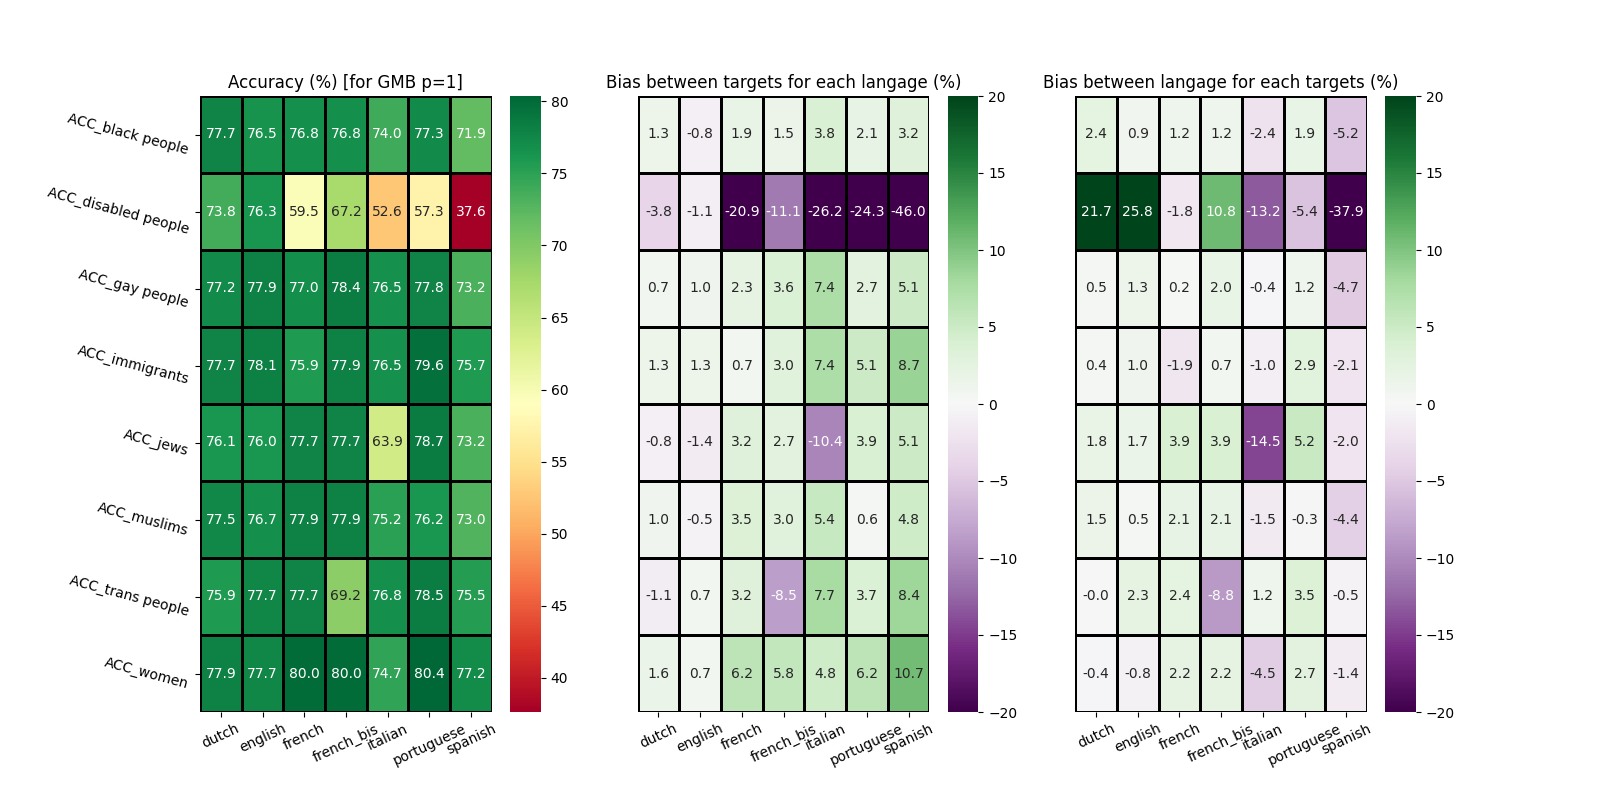 Accuracy (%) [for GMB p=1]
ACC_black people 77.7 76.5 76.8 76.8 74.0 77.3 71.9
ACC_disabled people 73.8 76.3 59.5 67.2 52.6 57.3 37.6
ACC_gay people 77.2 77.9 77.0 78.4 76.5 77.8 73.2
ACC_immigrants 77.7 78.1 75.9 77.9 76.5 79.6 75.7
ACC_jews 76.1 76.0 77.7 77.7 63.9 78.7 73.2
ACC_muslims 77.5 76.7 77.9 77.9 75.2 76.2 73.0
ACC_trans people 75.9 77.7 77.7 69.2 76.8 78.5 75.5
ACC_women 77.9 77.7 80.0 80.0 74.7 80.4 77.2
dutch english french french_bis italian portuguese spanish
80
75
70
65
60
55
50
45
40
Bias between targets for each langage (%)
1.3 -0.8 1.9 1.5 3.8 2.1 3.2
-3.8 -1.1 -20.9 -11.1 -26.2 -24.3 -46.0
0.7 1.0 2.3 3.6 7.4 2.7 5.1
1.3 1.3 0.7 3.0 7.4 5.1 8.7
-0.8 -1.4 3.2 2.7 -10.4 3.9 5.1
1.0 -0.5 3.5 3.0 5.4 0.6 4.8
-1.1 0.7 3.2 -8.5 7.7 3.7 8.4
1.6 0.7 6.2 5.8 4.8 6.2 10.7
dutch english french french_bis italian portuguese spanish
20
15
10
5
0
−5
−10
−15
−20
Bias between langage for each targets (%)
2.4 0.9 1.2 1.2 -2.4 1.9 -5.2
21.7 25.8 -1.8 10.8 -13.2 -5.4 -37.9
0.5 1.3 0.2 2.0 -0.4 1.2 -4.7
0.4 1.0 -1.9 0.7 -1.0 2.9 -2.1
1.8 1.7 3.9 3.9 -14.5 5.2 -2.0
1.5 0.5 2.1 2.1 -1.5 -0.3 -4.4
-0.0 2.3 2.4 -8.8 1.2 3.5 -0.5
-0.4 -0.8 2.2 2.2 -4.5 2.7 -1.4
dutch english french french_bis italian portuguese spanish
20
15
10
5
0
−5
−10
−15
−20